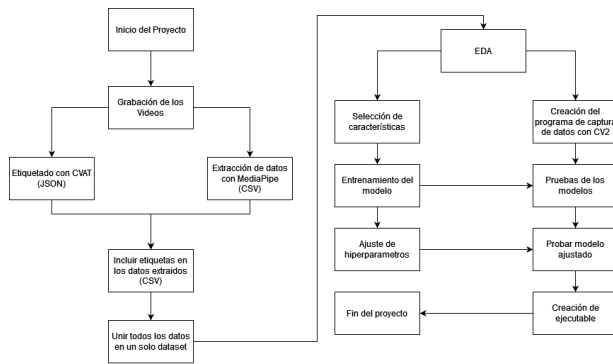 Inicio del Proyecto
Grabación de los
Videos
Etiquetado con CVAT
(JSON)
Extracción de datos
con MediaPipe
(CSV)
Incluir etiquetas en
los datos extraidos
(CSV)
Unir todos los datos
en un solo dataset
EDA
Selección de
características
Creación del
programa de captura
de datos con CV2
Entrenamiento del
modelo
Pruebas de los
modelos
Ajuste de
hiperparametros
Probar modelo
ajustado
Fin del proyecto
Creación de
ejecutable